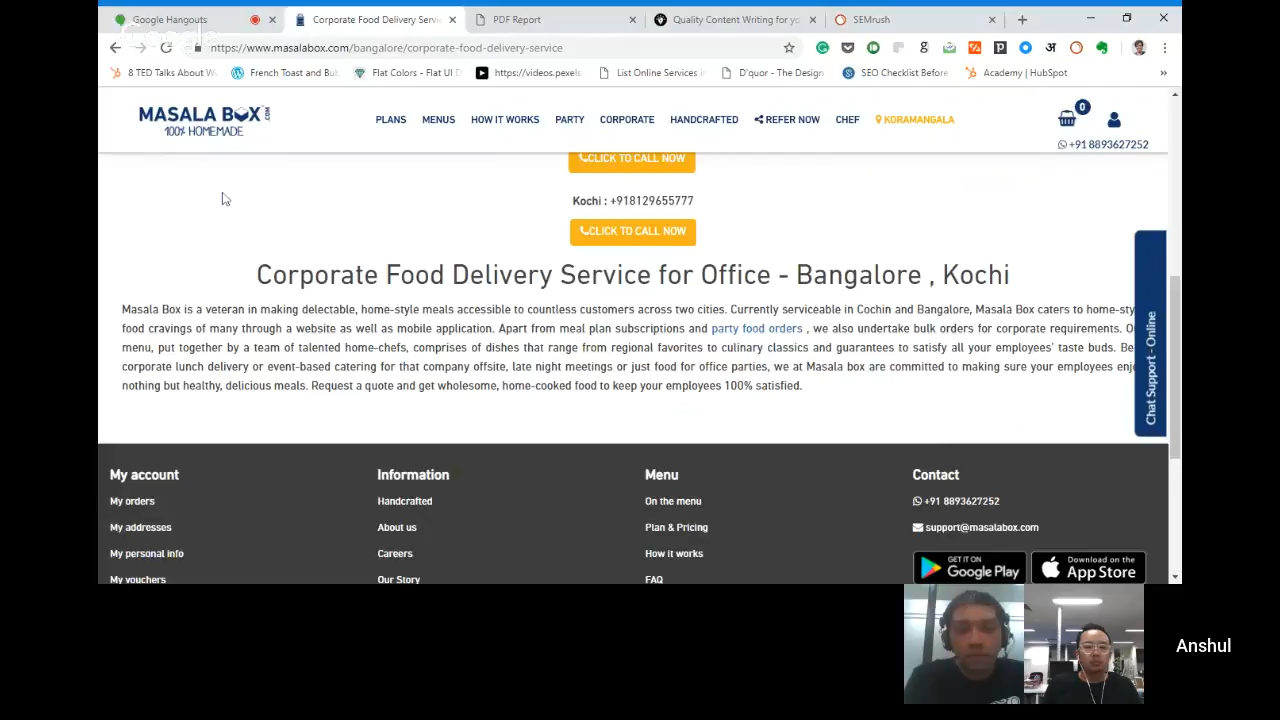 Google Hangouts
Corporate Food Delivery Servi
PDF Report
Quality Content Writing for yo
SEMrush
Google
https://www.masalabox.com/bangalore/corporate-food-delivery-service
8 TED Talks About W
French Toast and Bub
Flat Colors - Flat UI D
https://videos.pexels
List Online Services in
D'quor - The Design
SEO Checklist Before
Academy | HubSpot
MASALA BOX
100% HOMEMADE
PLANS
MENUS
HOW IT WORKS
PARTY
CORPORATE
HANDCRAFTED
REFER NOW
CHEF
KORAMANGALA
0
+91 8893627252
CLICK TO CALL NOW
Kochi : +918129655777
CLICK TO CALL NOW
Corporate Food Delivery Service for Office - Bangalore , Kochi
Masala Box is a veteran in making delectable, home-style meals accessible to countless customers across two cities. Currently serviceable in Cochin and Bangalore, Masala Box caters to home-sty
food cravings of many through a website as well as mobile application. Apart from meal plan subscriptions and party food orders , we also undertake bulk orders for corporate requirements. O
menu, put together by a team of talented home-chefs, comprises of dishes that range from regional favorites to culinary classics and guarantees to satisfy all your employees' taste buds. Be
corporate lunch delivery or event-based catering for that company offsite, late night meetings or just food for office parties, we at Masala box are committed to making sure your employees enj
nothing but healthy, delicious meals. Request a quote and get wholesome, home-cooked food to keep your employees 100% satisfied.
Chat Support - Online
My account
Information
Menu
Contact
My orders
Handcrafted
On the menu
+91 8893627252
My addresses
About us
Plan & Pricing
support@masalabox.com
My personal info
Careers
How it works
GET IT ON
Google Play
Download on the
App Store
My vouchers
Our Story
FAQ
Anshul